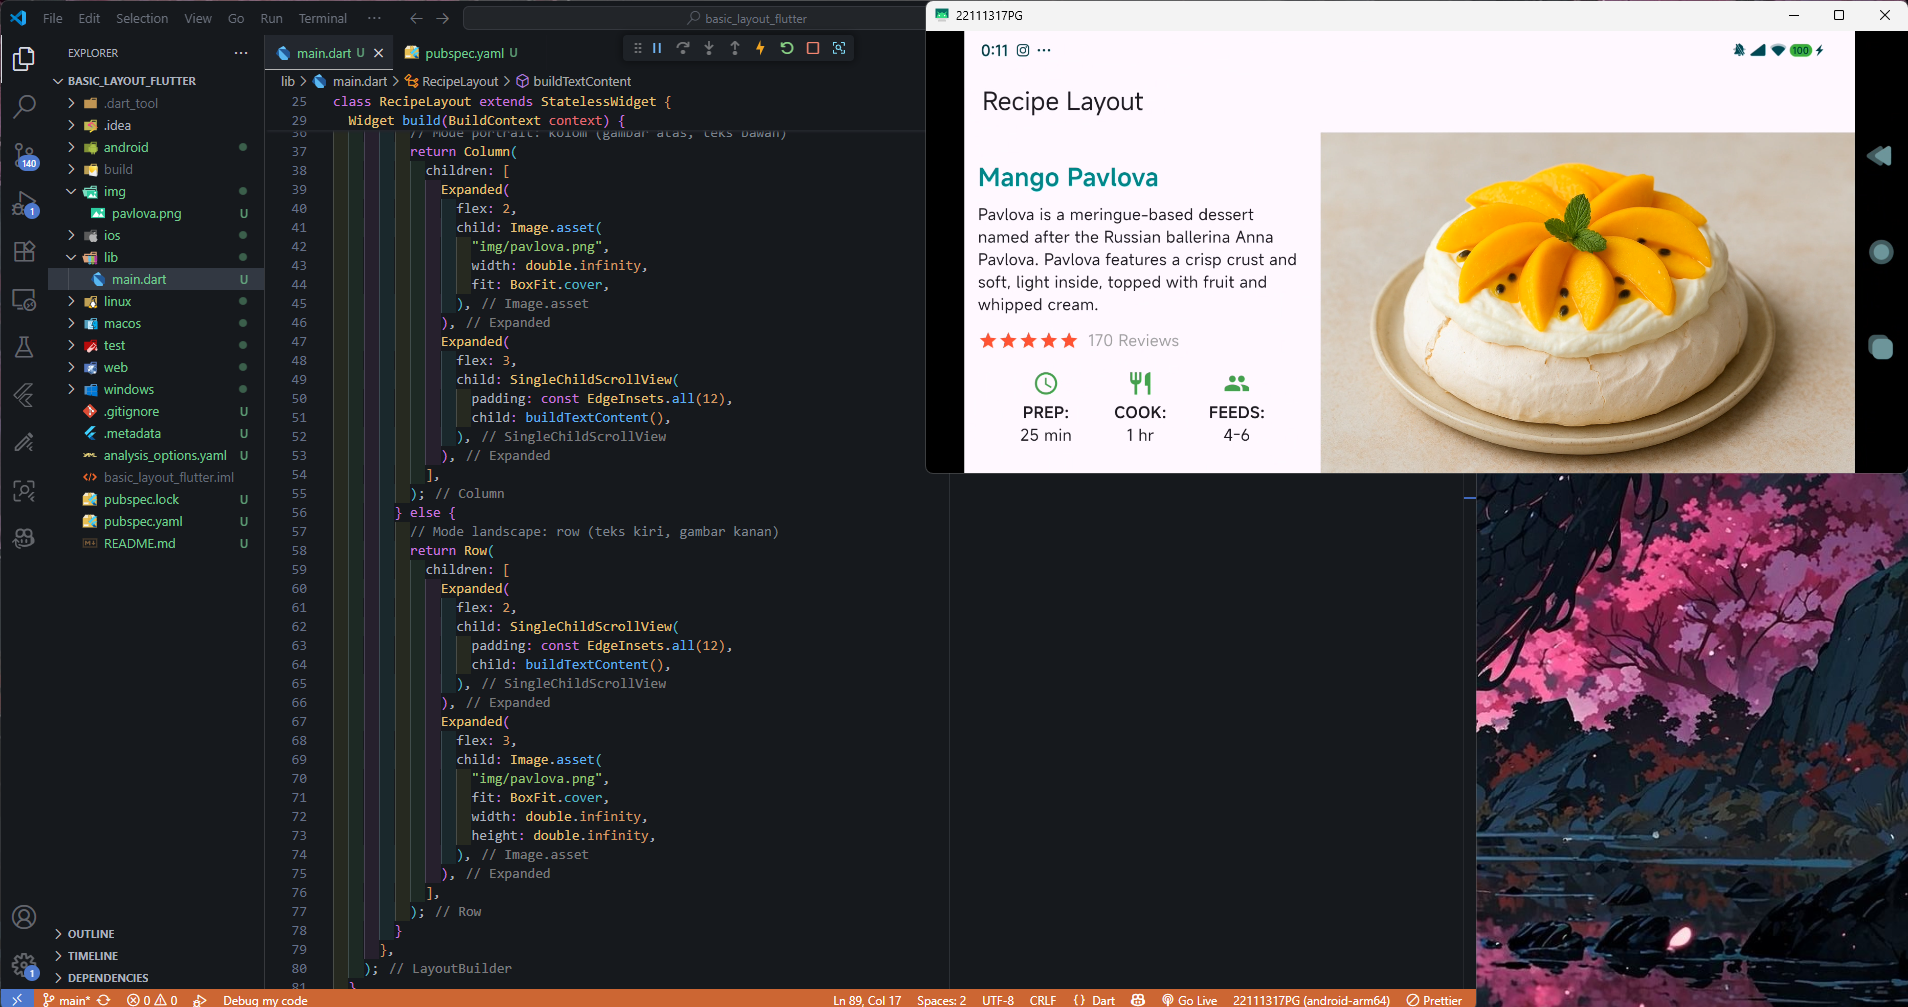 File Edit Selection View Go Run Terminal ···
basic_layout_flutter
EXPLORER
BASIC_LAYOUT_FLUTTER
.dart_tool
.idea
android
build
img
pavlova.png U
ios
lib
main.dart U
linux
macos
test
web
windows
.gitignore U
.metadata U
analysis_options.yaml U
basic_layout_flutter.iml
pubspec.lock U
pubspec.yaml U
README.md U
OUTLINE
TIMELINE
DEPENDENCIES
140
1
1
main.dart U
pubspec.yaml U
lib > main.dart > RecipeLayout > buildTextContent
25 class RecipeLayout extends StatelessWidget {
29 Widget build(BuildContext context) {
36 // Mode portrait: kolom (gambar atas, teks bawah)
37 return Column(
38 children: [
39 Expanded(
40 flex: 2,
41 child: Image.asset(
42 "img/pavlova.png",
43 width: double.infinity,
44 fit: BoxFit.cover,
45 ), // Image.asset
46 ), // Expanded
47 Expanded(
48 flex: 3,
49 child: SingleChildScrollView(
50 padding: const EdgeInsets.all(12),
51 child: buildTextContent(),
52 ), // SingleChildScrollView
53 ), // Expanded
54 ],
55 ); // Column
56 } else {
57 // Mode landscape: row (teks kiri, gambar kanan)
58 return Row(
59 children: [
60 Expanded(
61 flex: 2,
62 child: SingleChildScrollView(
63 padding: const EdgeInsets.all(12),
64 child: buildTextContent(),
65 ), // SingleChildScrollView
66 ), // Expanded
67 Expanded(
68 flex: 3,
69 child: Image.asset(
70 "img/pavlova.png",
71 fit: BoxFit.cover,
72 width: double.infinity,
73 height: double.infinity,
74 ), // Image.asset
75 ), // Expanded
76 ],
77 ); // Row
78 }
79 },
80 ); // LayoutBuilder
81 }
22111317PG
0:11
100
Recipe Layout
Mango Pavlova
Pavlova is a meringue-based dessert
named after the Russian ballerina Anna
Pavlova. Pavlova features a crisp crust and
soft, light inside, topped with fruit and
whipped cream.
170 Reviews
PREP: COOK: FEEDS:
25 min 1 hr 4-6
main* 0 0 Debug my code
Ln 89, Col 17 Spaces: 2 UTF-8 CRLF {} Dart Go Live 22111317PG (android-arm64) Prettier